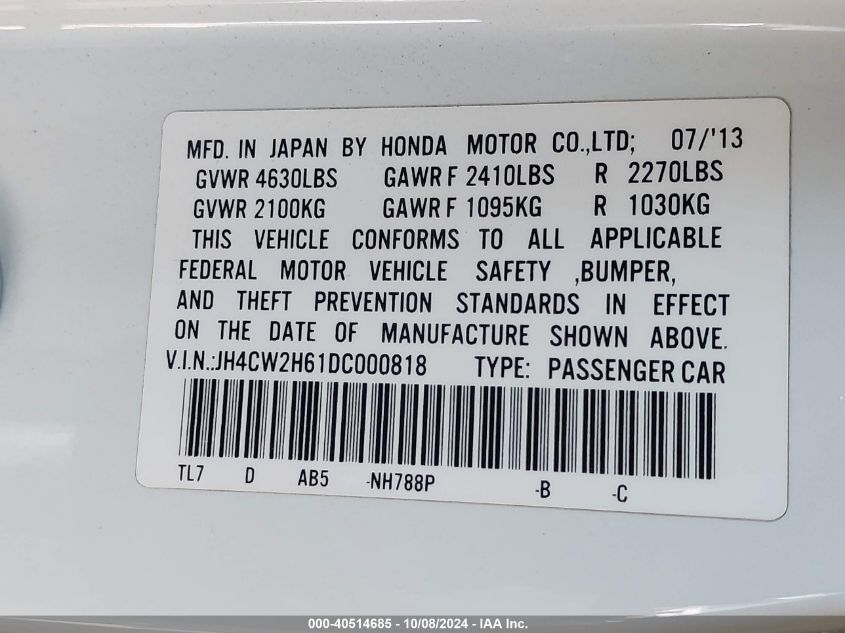 MFD. IN JAPAN BY HONDA MOTOR CO.,LTD; 07/'13
GVWR 4630LBS GAWR F 2410LBS R 2270LBS
GVWR 2100KG GAWR F 1095KG R 1030KG
THIS VEHICLE CONFORMS TO ALL APPLICABLE
FEDERAL MOTOR VEHICLE SAFETY ,BUMPER,
AND THEFT PREVENTION STANDARDS IN EFFECT
ON THE DATE OF MANUFACTURE SHOWN ABOVE.
V.I.N.:JH4CW2H61DC000818 TYPE: PASSENGER CAR
TL7 D AB5 -NH788P -B -C
000-40514685 - 10/08/2024 - IAA Inc.